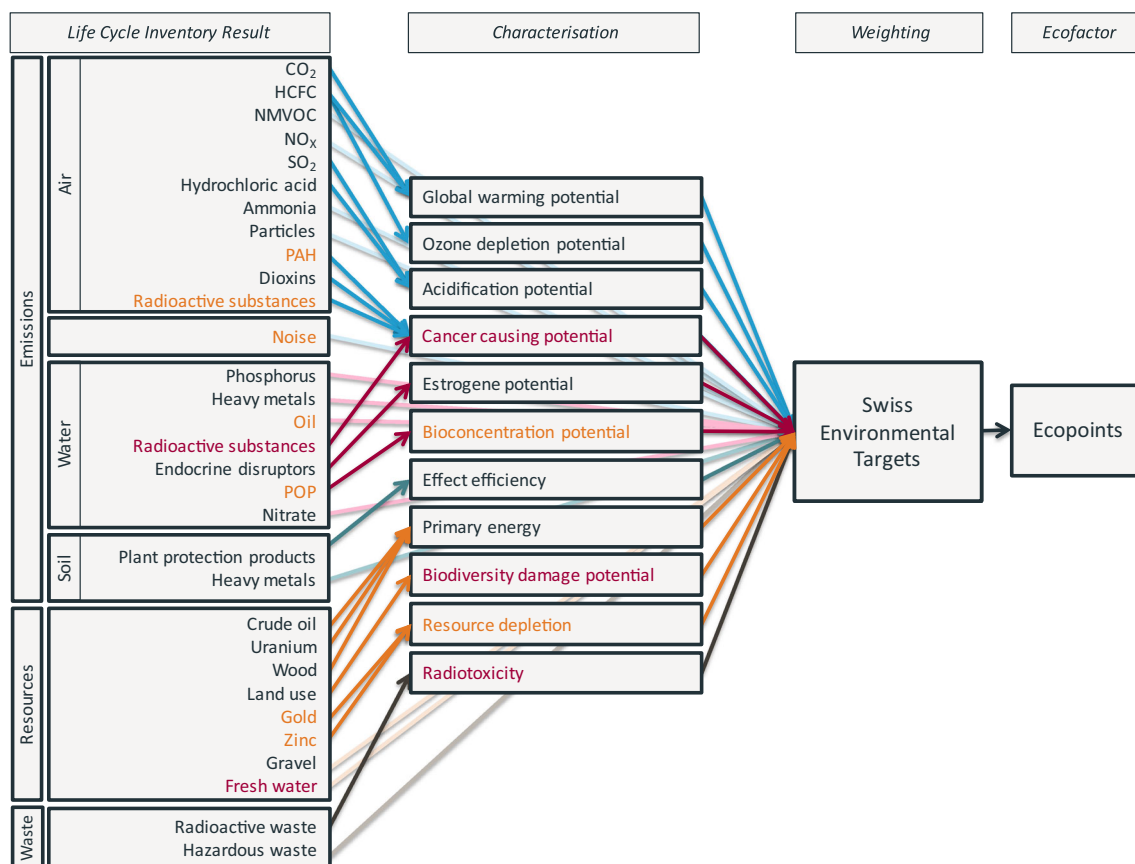 Life Cycle Inventory Result
Characterisation
Weighting
Ecofactor
Emissions
Air
CO₂
HCFC
NMVOC
NOX
SO₂
Hydrochloric acid
Ammonia
Particles
PAH
Dioxins
Radioactive substances
Noise
Water
Phosphorus
Heavy metals
Oil
Radioactive substances
Endocrine disruptors
POP
Nitrate
Soil
Plant protection products
Heavy metals
Resources
Crude oil
Uranium
Wood
Land use
Gold
Zinc
Gravel
Fresh water
Waste
Radioactive waste
Hazardous waste
Global warming potential
Ozone depletion potential
Acidification potential
Cancer causing potential
Estrogene potential
Bioconcentration potential
Effect efficiency
Primary energy
Biodiversity damage potential
Resource depletion
Radiotoxicity
Swiss
Environmental
Targets
Ecopoints